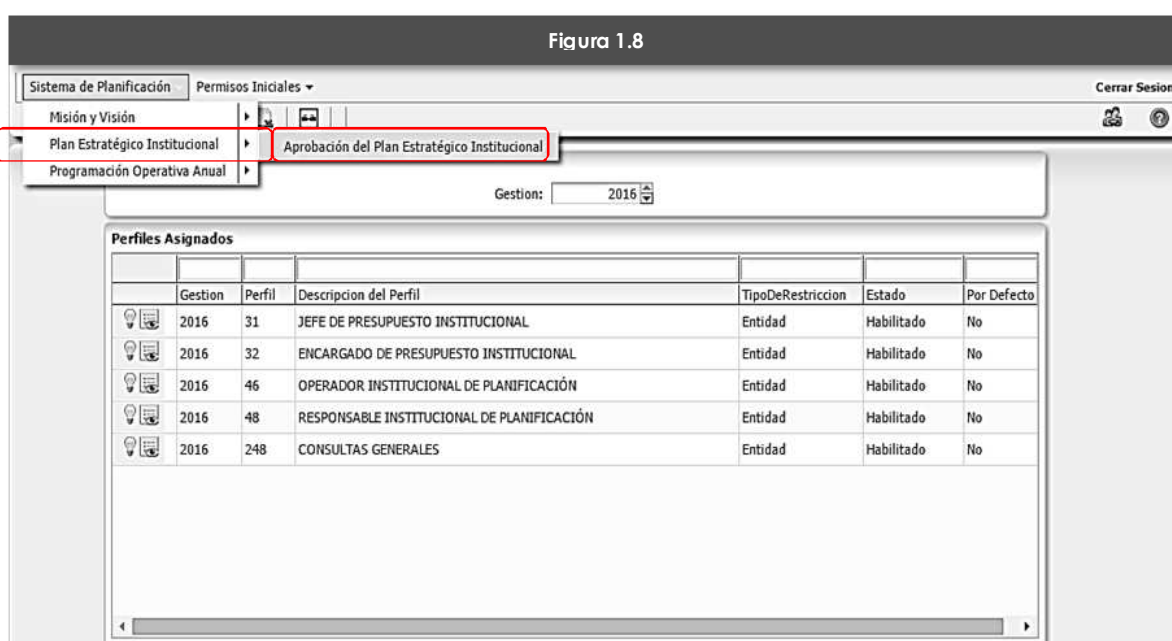 Figura 1.8
Sistema de Planificación Permisos Iniciales Cerrar Sesion
Misión y Visión
Plan Estratégico Institucional Aprobación del Plan Estratégico Institucional
Programación Operativa Anual
Gestion: 2016
Perfiles Asignados
Gestion Perfil Descripcion del Perfil TipoDeRestriccion Estado Por Defecto
2016 31 JEFE DE PRESUPUESTO INSTITUCIONAL Entidad Habilitado No
2016 32 ENCARGADO DE PRESUPUESTO INSTITUCIONAL Entidad Habilitado No
2016 46 OPERADOR INSTITUCIONAL DE PLANIFICACIÓN Entidad Habilitado No
2016 48 RESPONSABLE INSTITUCIONAL DE PLANIFICACIÓN Entidad Habilitado No
2016 248 CONSULTAS GENERALES Entidad Habilitado No